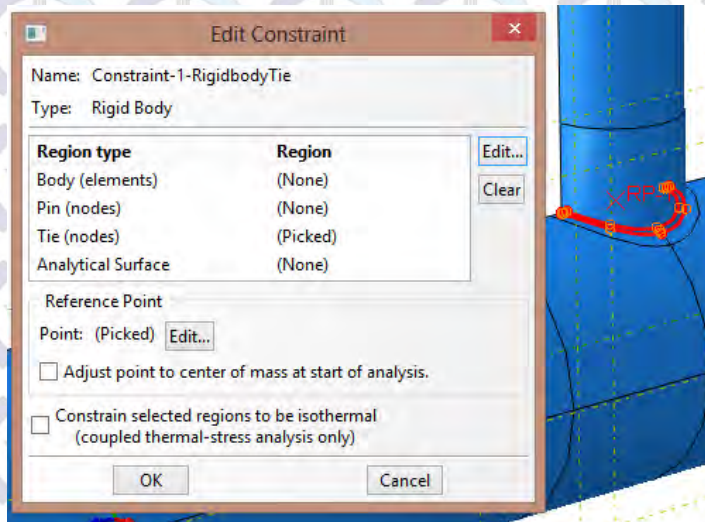 Edit Constraint
Name: Constraint-1-RigidbodyTie
Type: Rigid Body
Region type Region Edit...
Body (elements) (None)
Clear
Pin (nodes) (None)
Tie (nodes) (Picked)
Analytical Surface (None)
Reference Point
Point: (Picked) Edit...
Adjust point to center of mass at start of analysis.
Constrain selected regions to be isothermal
(coupled thermal-stress analysis only)
OK Cancel